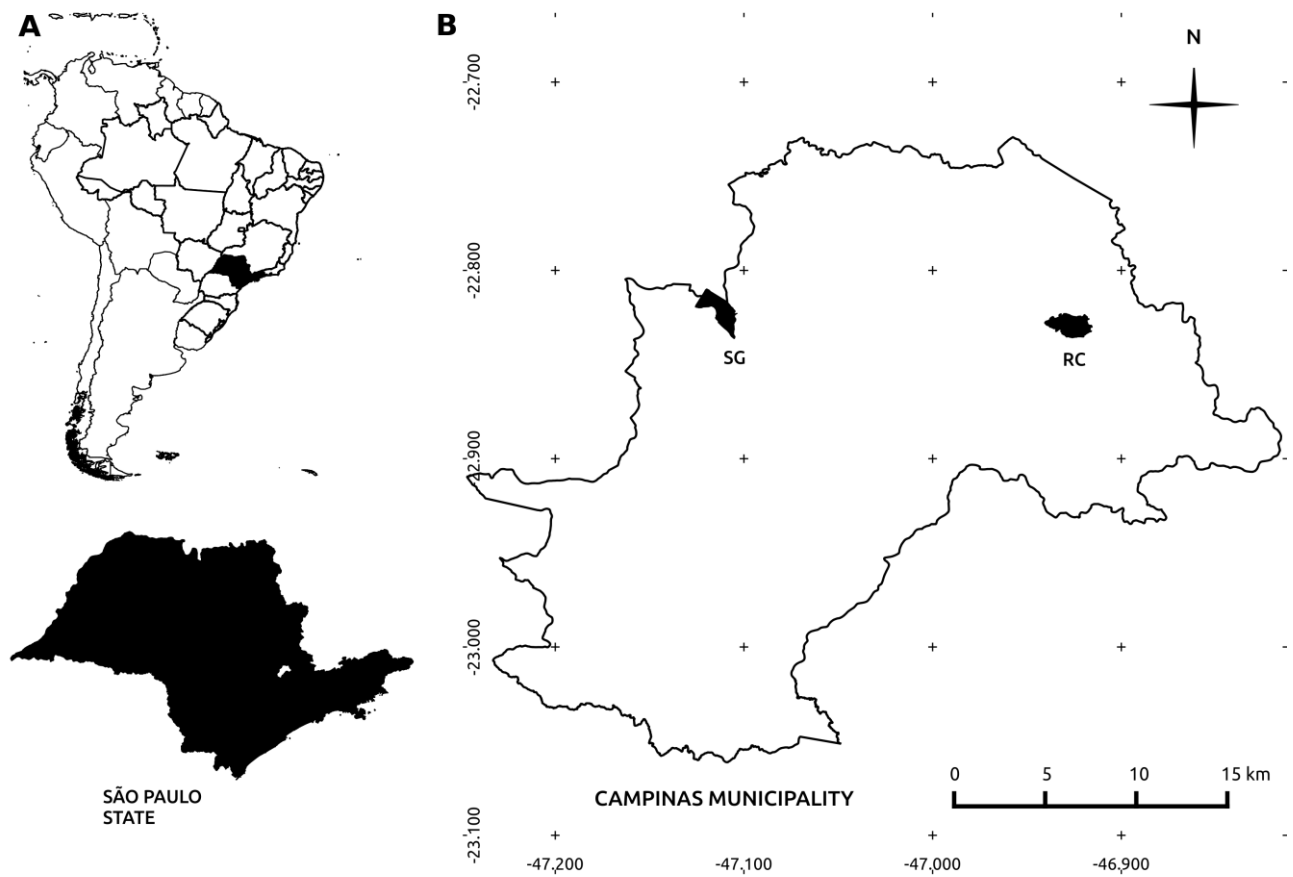 A
B
N
-22.700
-22.800
-22.900
-23.000
-23.100
SG
RC
SÃO PAULO
STATE
CAMPINAS MUNICIPALITY
0 5 10 15 km
-47.200 -47.100 -47.000 -46.900